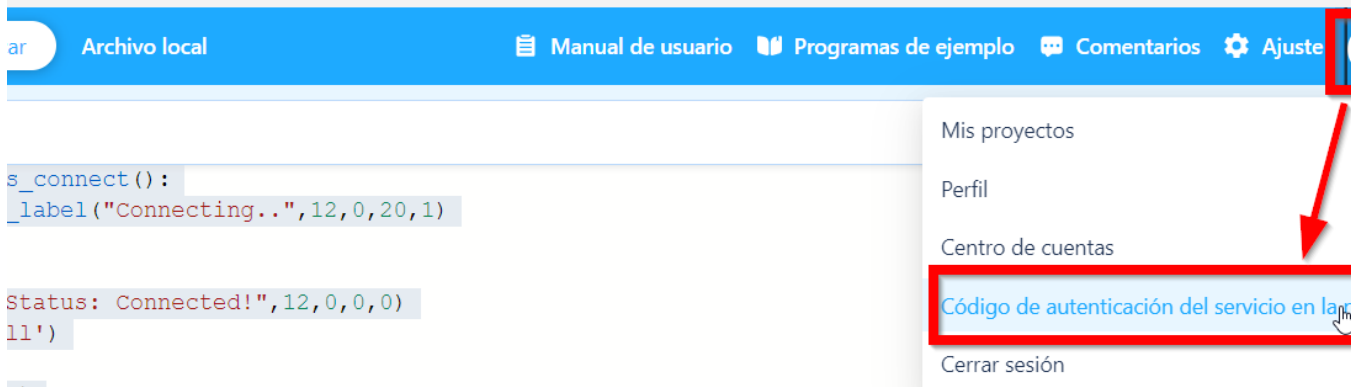 ar Archivo local Manual de usuario Programas de ejemplo Comentarios Ajuste
Mis proyectos
s_connect():
Perfil
_label("Connecting..",12,0,20,1)
Centro de cuentas
Status: Connected!",12,0,0,0)
Código de autenticación del servicio en la
ll')
Cerrar sesión